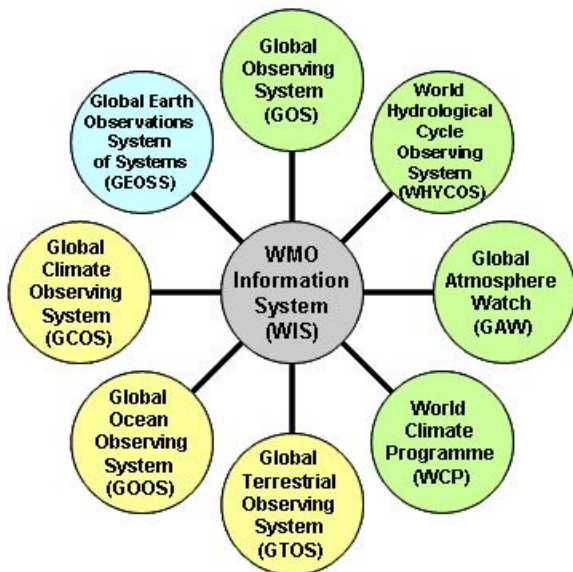 Global
Observing
System
(GOS)
World
Hydrological
Cycle
Observing
System
(WHYCOS)
Global
Atmosphere
Watch
(GAW)
World
Climate
Programme
(WCP)
Global
Terrestrial
Observing
System
(GTOS)
Global
Ocean
Observing
System
(GOOS)
Global
Climate
Observing
System
(GCOS)
Global Earth
Observations
System
of Systems
(GEOSS)
WMO
Information
System
(WIS)